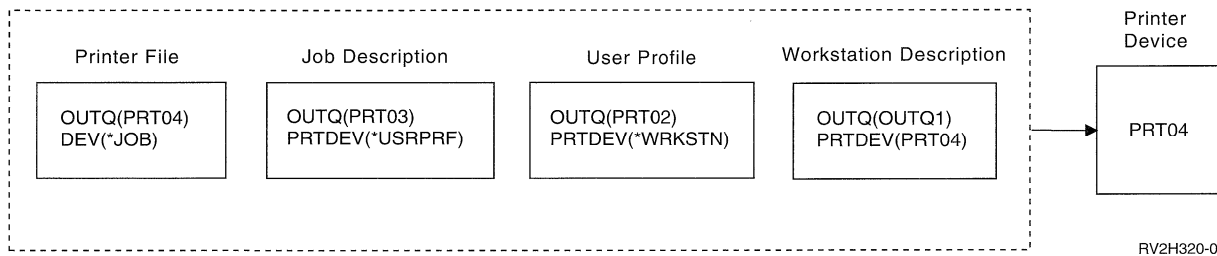 Printer File
OUTQ(PRT04)
DEV(*JOB)
Job Description
OUTQ(PRT03)
PRTDEV(*USRPRF)
User Profile
OUTQ(PRT02)
PRTDEV(*WRKSTN)
Workstation Description
OUTQ(OUTQ1)
PRTDEV(PRT04)
Printer
Device
PRT04
RV2H320-0